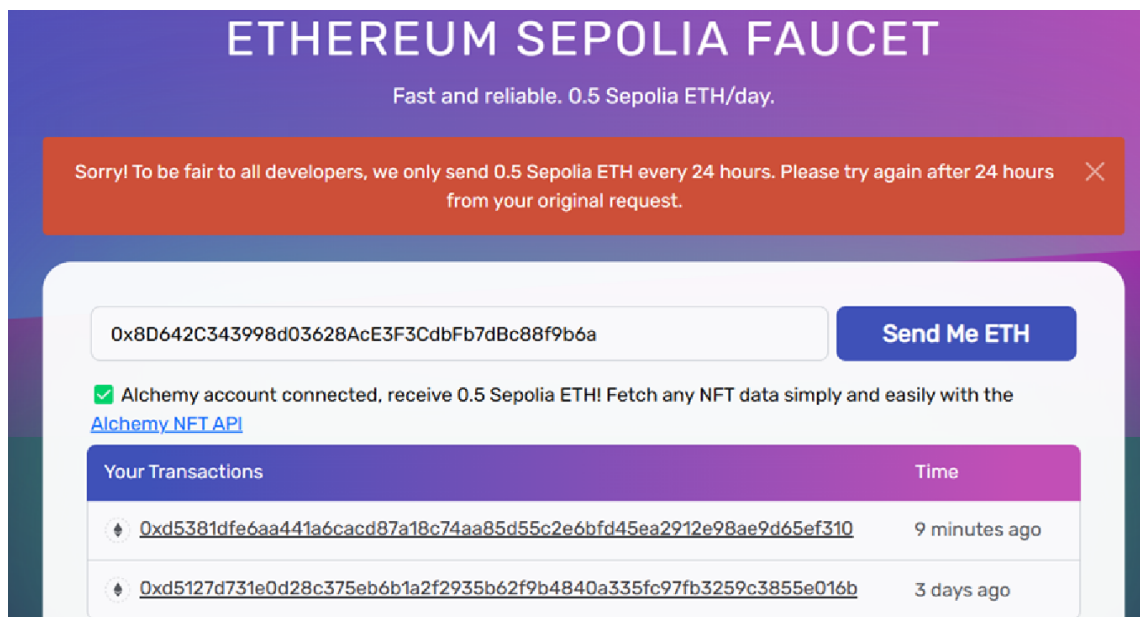 ETHEREUM SEPOLIA FAUCET
Fast and reliable. 0.5 Sepolia ETH/day.
Sorry! To be fair to all developers, we only send 0.5 Sepolia ETH every 24 hours. Please try again after 24 hours
from your original request.
0x8D642C343998d03628AcE3F3CdbFb7dBc88f9b6a
Send Me ETH
Alchemy account connected, receive 0.5 Sepolia ETH! Fetch any NFT data simply and easily with the
Alchemy NFT API
Your Transactions Time
0xd5381dfe6aa441a6cacd87a18c74aa85d55c2e6bfd45ea2912e98ae9d65ef310 9 minutes ago
0xd5127d731e0d28c375eb6b1a2f2935b62f9b4840a335fc97fb3259c3855e016b 3 days ago